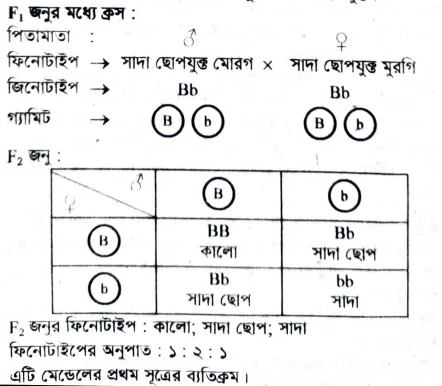 F₁ জনুর মধ্যে ক্রস :
পিতামাতা : ♂ ♀
ফিনোটাইপ → সাদা ছোপযুক্ত মোরগ × সাদা ছোপযুক্ত মুরগি
জিনোটাইপ → Bb Bb
গ্যামিট → B b B b
F₂ জনু :
♂
♀ B b
B BB Bb
কালো সাদা ছোপ
b Bb bb
সাদা ছোপ সাদা
F₂ জনুর ফিনোটাইপ : কালো; সাদা ছোপ; সাদা
ফিনোটাইপের অনুপাত : ১ : ২ : ১
এটি মেন্ডেলের প্রথম সূত্রের ব্যতিক্রম।